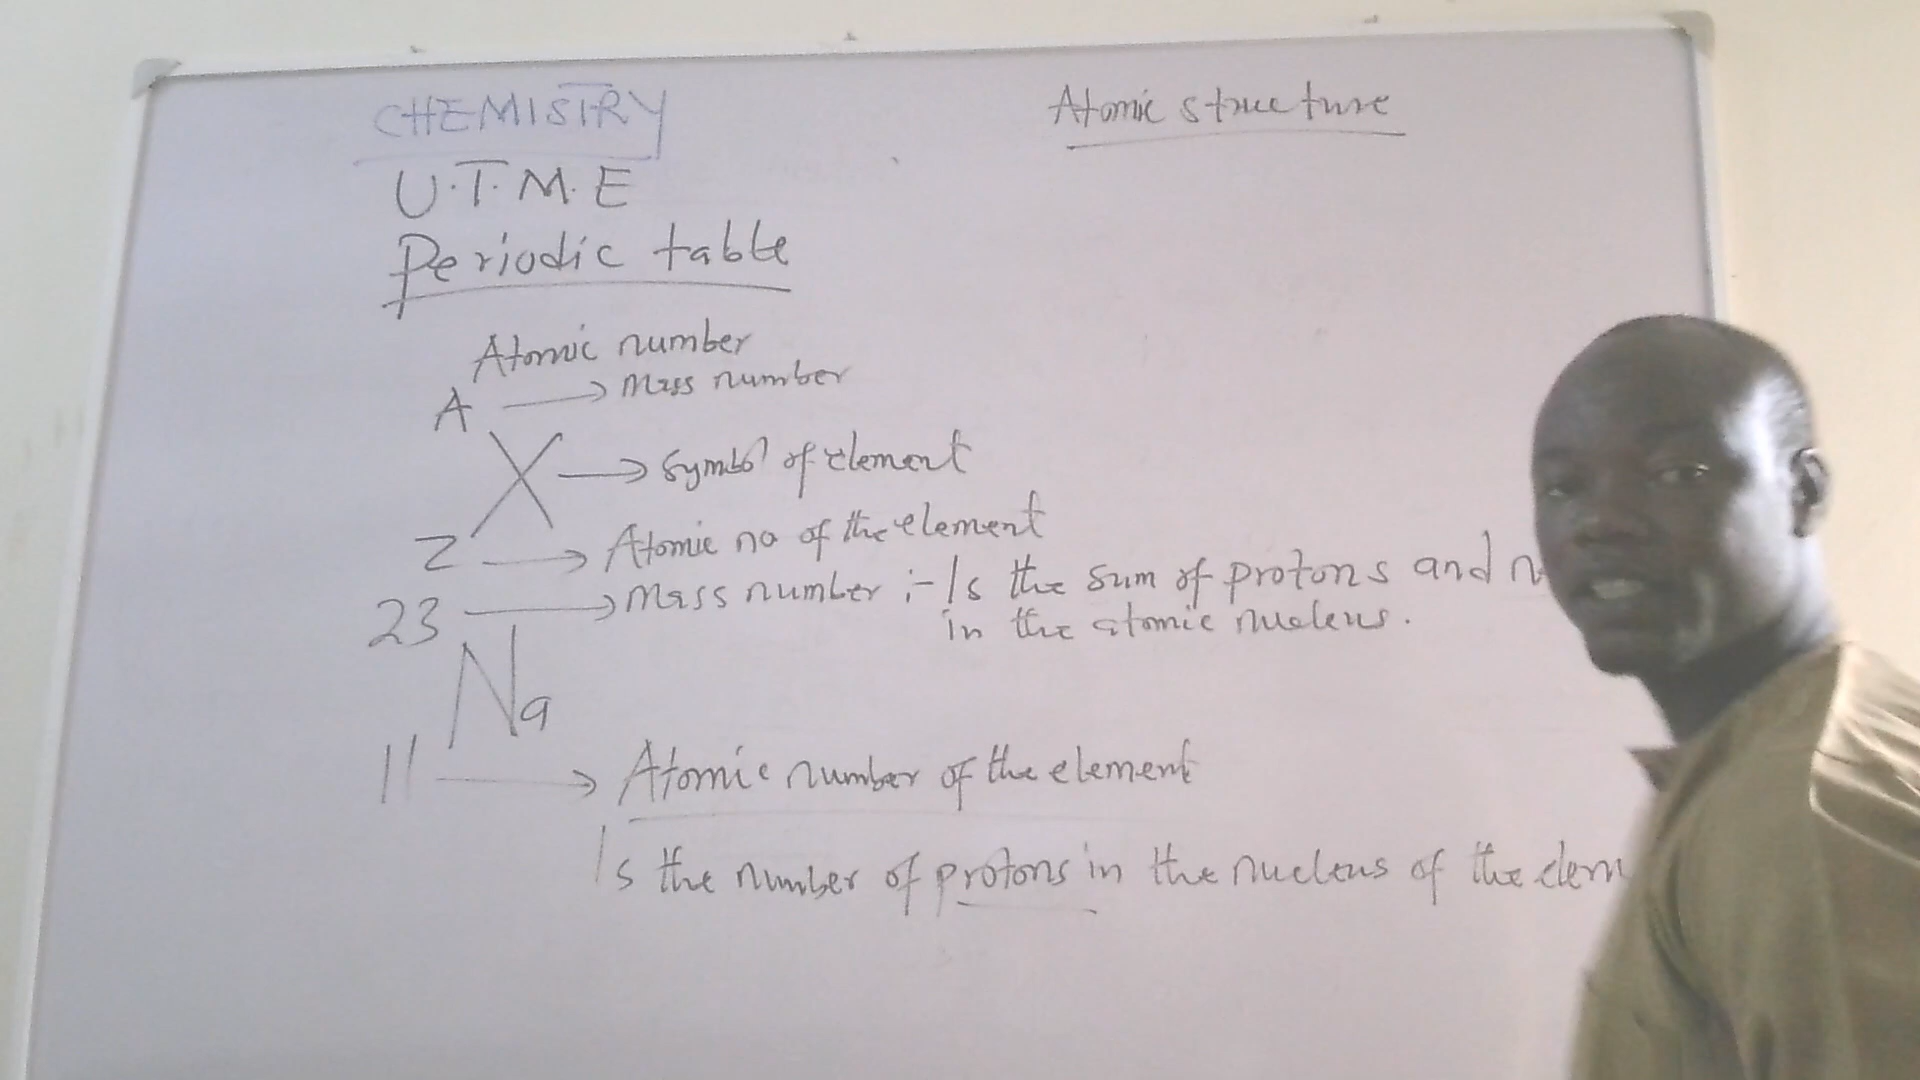 CHEMISTRY
Atomic structure
U.T.M.E
Periodic table
Atomic number
A → Mass number
X → Symbol of element
Z → Atomic no of the element
23 → Mass number :- Is the sum of protons and
in the atomic nucleus.
Na
11 → Atomic number of the element
Is the number of protons in the nucleus of the elem